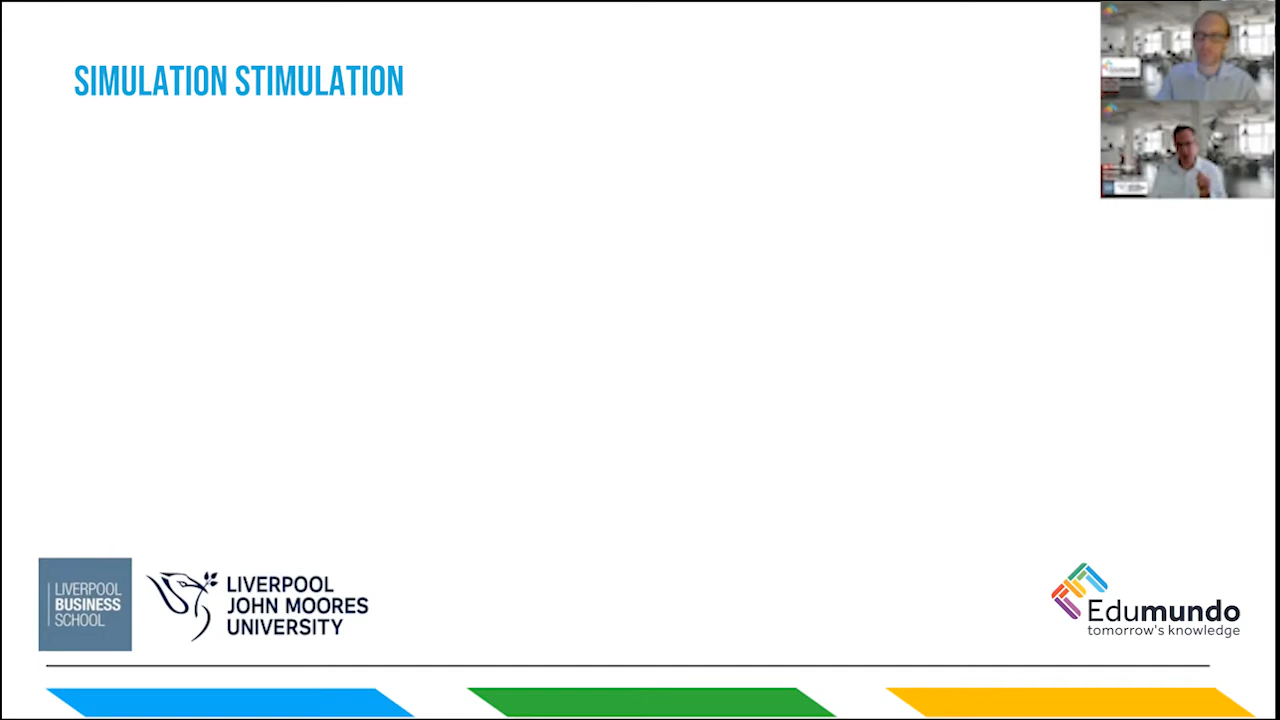 SIMULATION STIMULATION
LIVERPOOL
BUSINESS
SCHOOL
LIVERPOOL
JOHN MOORES
UNIVERSITY
Edumundo
tomorrow's knowledge